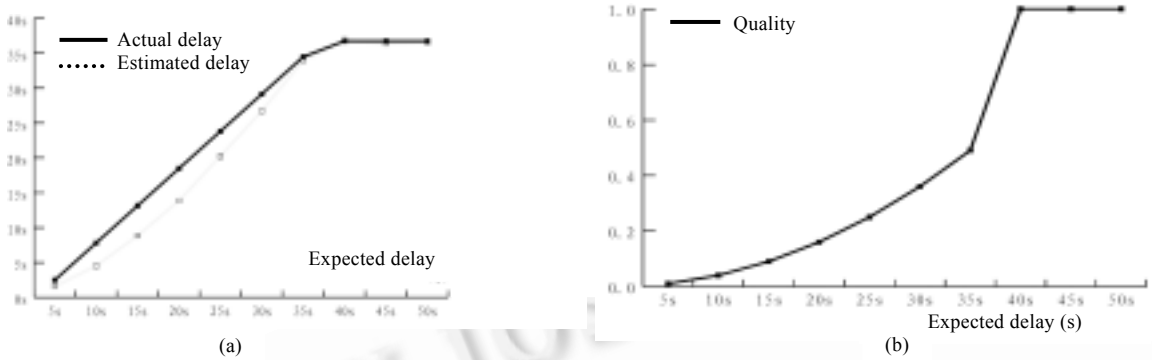 40s
35s
30s
25s
20s
15s
10s
5s
0s
Actual delay
Estimated delay
Expected delay
5s 10s 15s 20s 25s 30s 35s 40s 45s 50s
(a)
1.0
0.8
0.6
0.4
0.2
0.0
Quality
5s 10s 15s 20s 25s 30s 35s 40s 45s 50s
Expected delay (s)
(b)